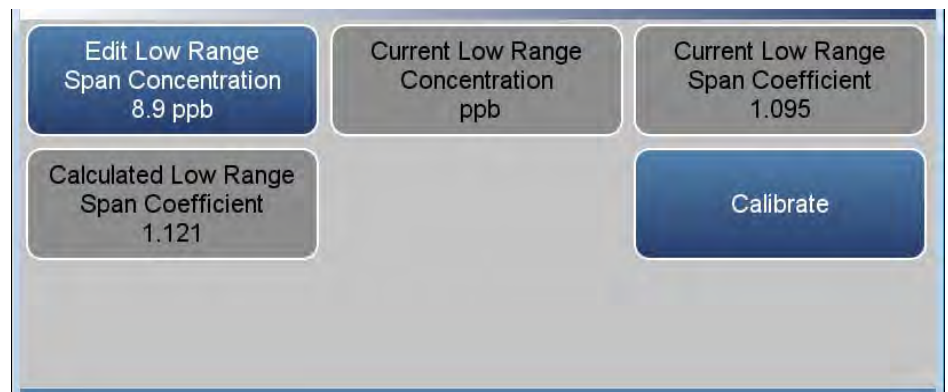 Edit Low Range
Span Concentration
8.9 ppb
Current Low Range
Concentration
ppb
Current Low Range
Span Coefficient
1.095
Calculated Low Range
Span Coefficient
1.121
Calibrate